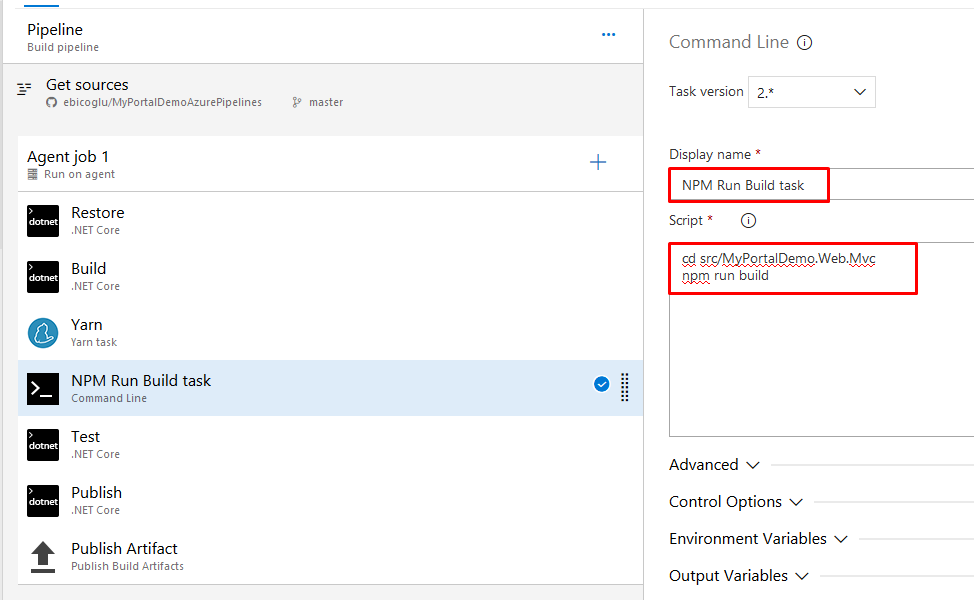 Pipeline
Build pipeline
Get sources
ebicoglu/MyPortalDemoAzurePipelines master
Agent job 1
Run on agent
dotnet
Restore
.NET Core
dotnet
Build
.NET Core
Yarn
Yarn task
NPM Run Build task
Command Line
dotnet
Test
.NET Core
dotnet
Publish
.NET Core
Publish Artifact
Publish Build Artifacts
Command Line
Task version 2.*
Display name *
NPM Run Build task
Script *
cd src/MyPortalDemo.Web.Mvc
npm run build
Advanced
Control Options
Environment Variables
Output Variables